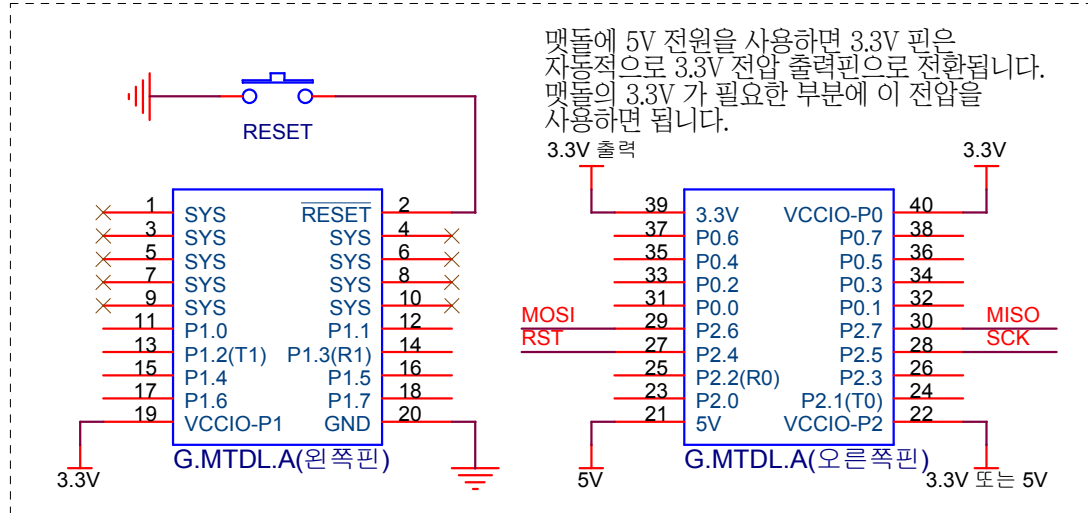 맷돌에 5V 전원을 사용하면 3.3V 핀은
자동적으로 3.3V 전압 출력핀으로 전환됩니다.
맷돌의 3.3V 가 필요한 부분에 이 전압을
사용하면 됩니다.
RESET
3.3V 출력
3.3V
1 SYS RESET 2
3 SYS SYS 4
5 SYS SYS 6
7 SYS SYS 8
9 SYS SYS 10
11 P1.0 P1.1 12
13 P1.2(T1) P1.3(R1) 14
15 P1.4 P1.5 16
17 P1.6 P1.7 18
19 VCCIO-P1 GND 20
G.MTDL.A(왼쪽핀)
3.3V
39 3.3V VCCIO-P0 40
37 P0.6 P0.7 38
35 P0.4 P0.5 36
33 P0.2 P0.3 34
31 P0.0 P0.1 32
MOSI 29 P2.6 P2.7 30 MISO
RST 27 P2.4 P2.5 28 SCK
25 P2.2(R0) P2.3 26
23 P2.0 P2.1(T0) 24
21 5V VCCIO-P2 22
G.MTDL.A(오른쪽핀)
5V
3.3V 또는 5V